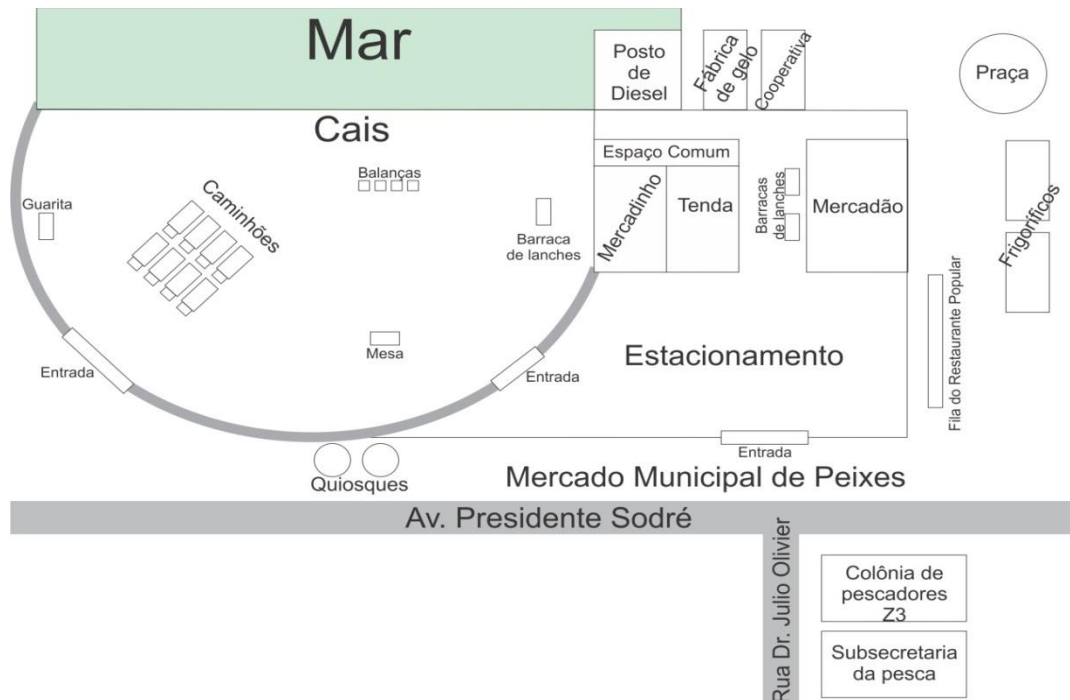 Mar
Posto
de
Diesel
Fábrica
de gelo
Cooperativa
Praça
Cais
Balanças
Espaço Comum
Guarita
Caminhões
Barraca
de lanches
Mercadinho
Tenda
Barracas
de lanches
Mercadão
Frigoríficos
Mesa
Entrada
Entrada
Estacionamento
Fila do Restaurante Popular
Entrada
Quiosques
Mercado Municipal de Peixes
Av. Presidente Sodré
Rua Dr. Julio Olivier
Colônia de
pescadores
Z3
Subsecretaria
da pesca